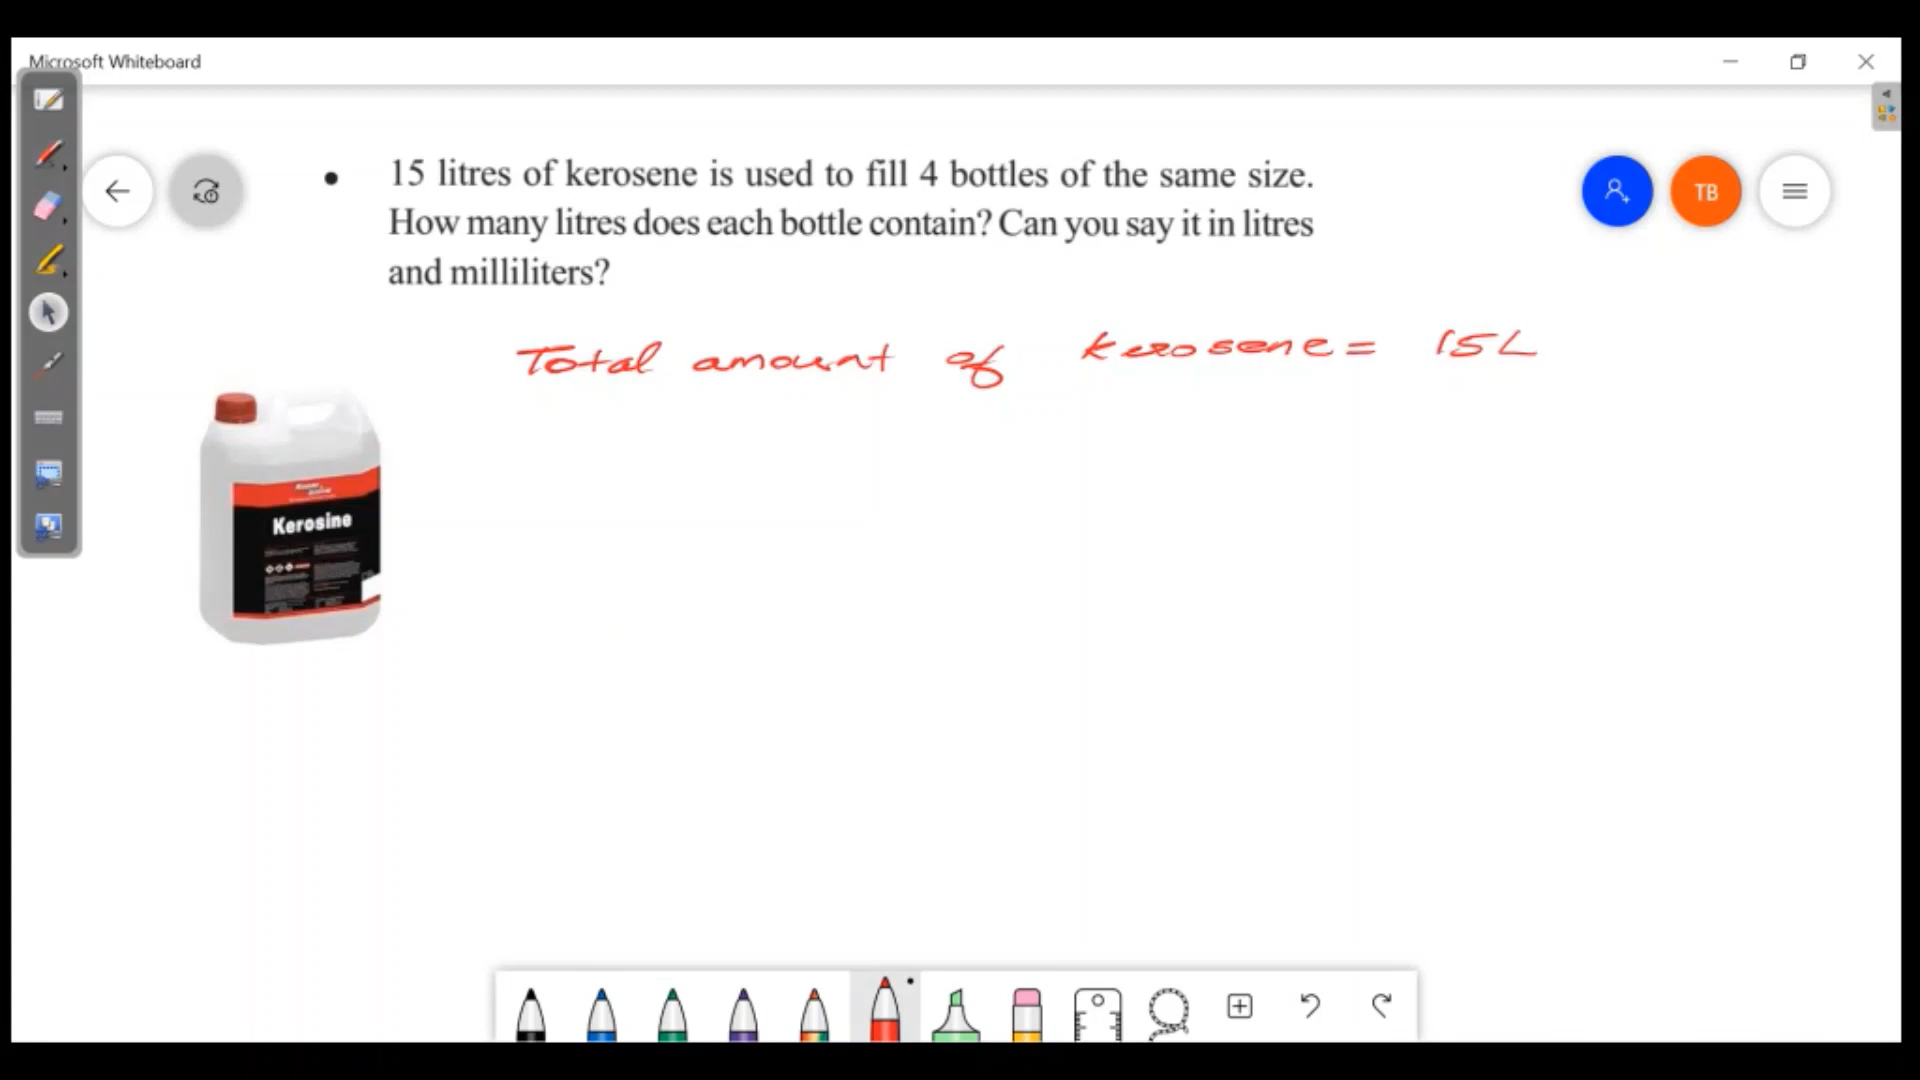 Microsoft Whiteboard
• 15 litres of kerosene is used to fill 4 bottles of the same size.
How many litres does each bottle contain? Can you say it in litres
and milliliters?
TB
Total amount of kerosene = 15L
Kerosine